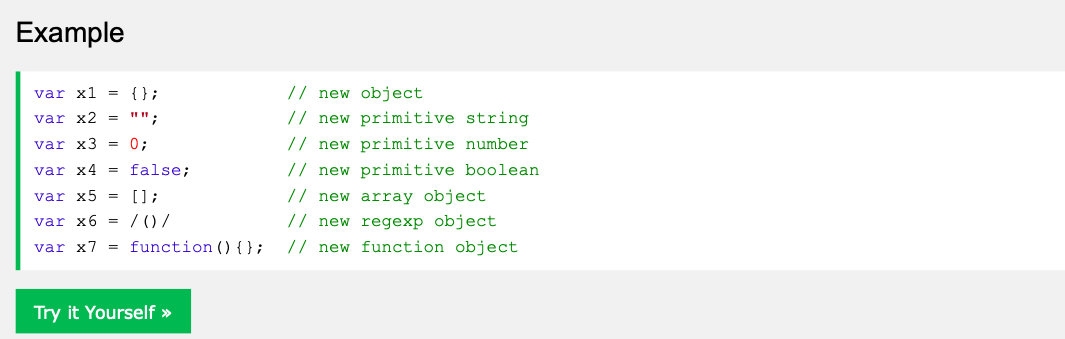 Example
var x1 = {};            // new object
var x2 = "";            // new primitive string
var x3 = 0;             // new primitive number
var x4 = false;         // new primitive boolean
var x5 = [];            // new array object
var x6 = /()/           // new regexp object
var x7 = function(){};  // new function object
Try it Yourself »